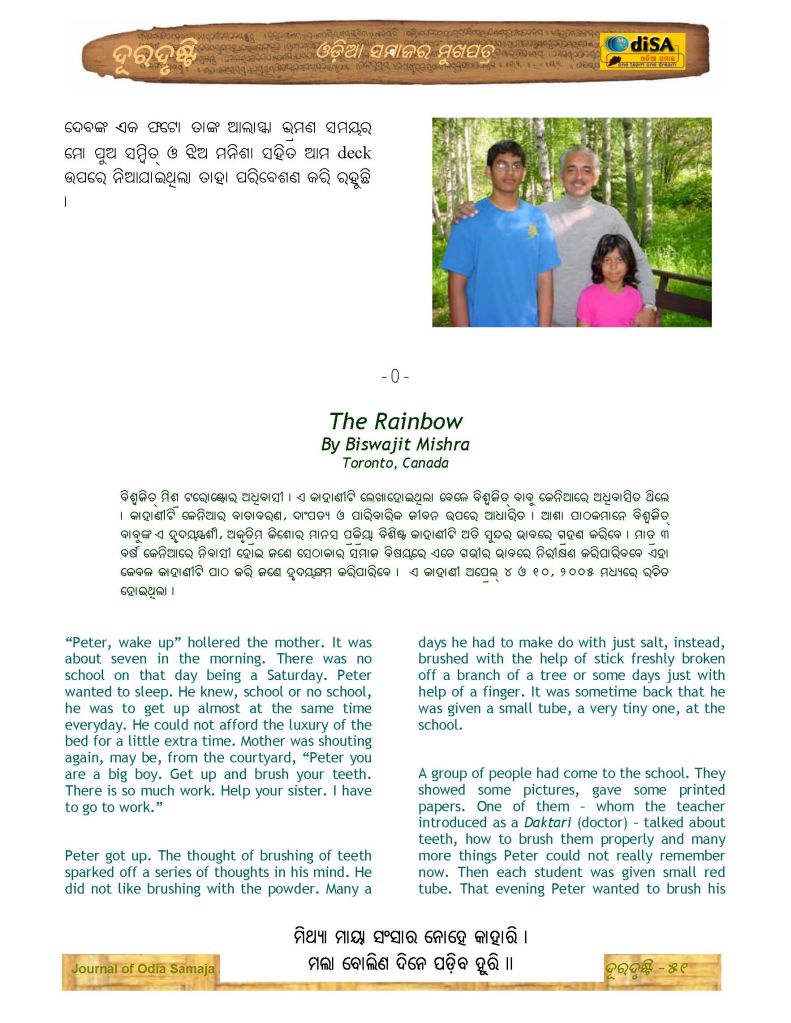 ଦୂରଦୃଷ୍ଟି
ଓଡ଼ିଆ ସମାଜର ମୁଖପତ୍ର
diSA
ଓଡ଼ିଆ ସମାଜ
one team one dream
ଦେବଙ୍କ ଏକ ଫଟୋ ତାଙ୍କ ଆଲାସ୍କା ଭ୍ରମଣ ସମୟର
ମୋ ପୁଅ ସମ୍ବିତ୍ ଓ ଝିଅ ମନିଶା ସହିତ ଆମ deck
ଉପରେ ନିଆଯାଇଥିଲା ତାହା ପରିବେଶଣ କରି ରହୁଛି
।
- 0 -
The Rainbow
By Biswajit Mishra
Toronto, Canada
ବିଶ୍ୱଜିତ୍ ମିଶ୍ର ଟରୋଣ୍ଟୋର ଅଧିବାସୀ । ଏ କାହାଣୀଟି ଲେଖାହୋଇଥିଲା ବେଳେ ବିଶ୍ୱଜିତ୍ ବାବୁ କେନିଆରେ ଅଧିବାସିତ ଥିଲେ
। କାହାଣୀଟି କେନିଆର ବାତାବରଣ, ଦାଂପତ୍ୟ ଓ ପାରିବାରିକ ଜୀବନ ଉପରେ ଆଧାରିତ । ଆଶା ପାଠକମାନେ ବିଶ୍ୱଜିତ୍
ବାବୁଙ୍କ ଏ ହୃଦୟସ୍ପର୍ଶୀ, ଅକୃତ୍ରିମ କିଶୋର ମାନସ ପ୍ରକ୍ରିୟା ବିଶିଷ୍ଟ କାହାଣୀଟି ଅତି ସୁନ୍ଦର ଭାବରେ ଗ୍ରହଣ କରିବେ । ମାତ୍ର ୩
ବର୍ଷ କେନିଆରେ ନିବାସୀ ହୋଇ ଜଣେ ସେଠାକାର ସମାଜ ବିଷୟରେ ଏତେ ଗଭୀର ଭାବରେ ନିରୀକ୍ଷଣ କରିପାରିବବେ ଏହା
କେବଳ କାହାଣୀଟି ପାଠ କରି ଜଣେ ହୃଦୟଙ୍ଗମ କରିପାରିବେ । ଏ କାହାଣୀ ଅପ୍ରେଲ୍ ୪ ଓ ୧୦, ୨୦୦୫ ମଧ୍ୟରେ ରଚିତ
ହୋଇଥିଲା ।
“Peter, wake up” hollered the mother. It was
about seven in the morning. There was no
school on that day being a Saturday. Peter
wanted to sleep. He knew, school or no school,
he was to get up almost at the same time
everyday. He could not afford the luxury of the
bed for a little extra time. Mother was shouting
again, may be, from the courtyard, “Peter you
are a big boy. Get up and brush your teeth.
There is so much work. Help your sister. I have
to go to work.”
Peter got up. The thought of brushing of teeth
sparked off a series of thoughts in his mind. He
did not like brushing with the powder. Many a
days he had to make do with just salt, instead,
brushed with the help of stick freshly broken
off a branch of a tree or some days just with
help of a finger. It was sometime back that he
was given a small tube, a very tiny one, at the
school.
A group of people had come to the school. They
showed some pictures, gave some printed
papers. One of them – whom the teacher
introduced as a Daktari (doctor) – talked about
teeth, how to brush them properly and many
more things Peter could not really remember
now. Then each student was given small red
tube. That evening Peter wanted to brush his
ମିଥ୍ୟା ମାୟା ସଂସାର ନୋହେ କାହାରି ।
ମଲା ବୋଲିଣ ଦିନେ ପଡ଼ିବ ହୁରି ॥
Journal of Odia Samaja
ଦୂରଦୃଷ୍ଟି - ୫୧